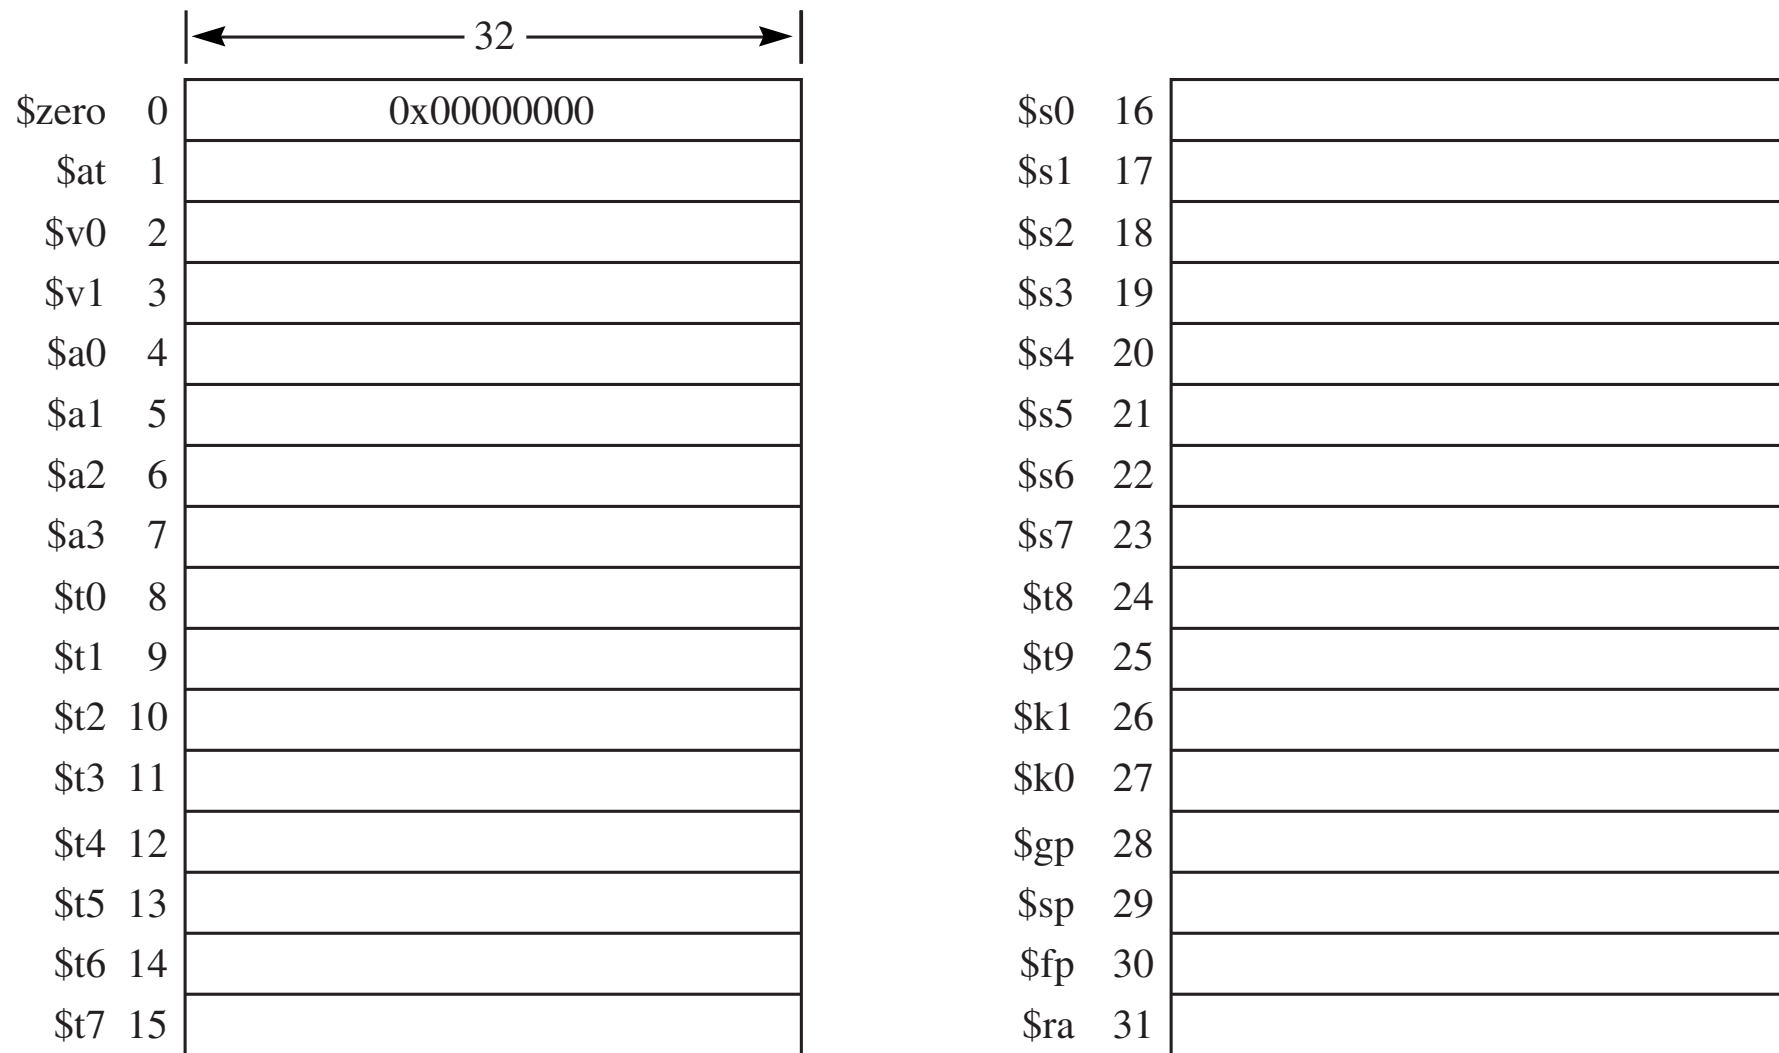 32
$zero 0 0x00000000
$at 1
$v0 2
$v1 3
$a0 4
$a1 5
$a2 6
$a3 7
$t0 8
$t1 9
$t2 10
$t3 11
$t4 12
$t5 13
$t6 14
$t7 15
$s0 16
$s1 17
$s2 18
$s3 19
$s4 20
$s5 21
$s6 22
$s7 23
$t8 24
$t9 25
$k1 26
$k0 27
$gp 28
$sp 29
$fp 30
$ra 31